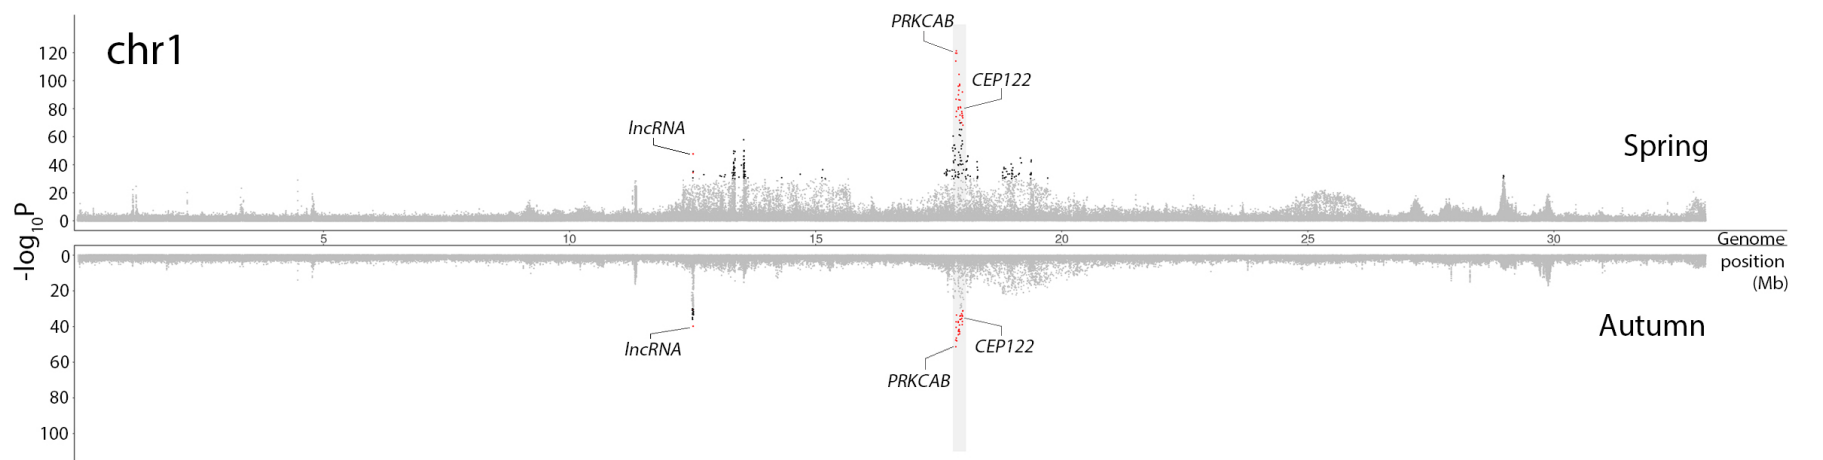 PRKCAB
chr1
120
100
CEP122
80
lncRNA
60
Spring
40
20
0
-log10P
5 10 15 20 25 30 Genome
position
(Mb)
0
20
Autumn
40
lncRNA
CEP122
60
PRKCAB
80
100